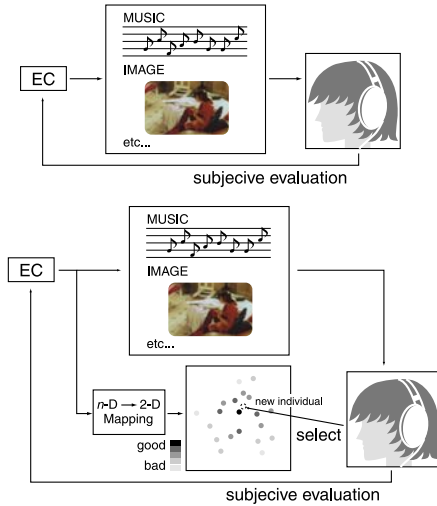 MUSIC
EC
IMAGE
etc...
subjecive evaluation
MUSIC
EC
IMAGE
etc...
n-D → 2-D
Mapping
new individual
good
bad
select
subjecive evaluation